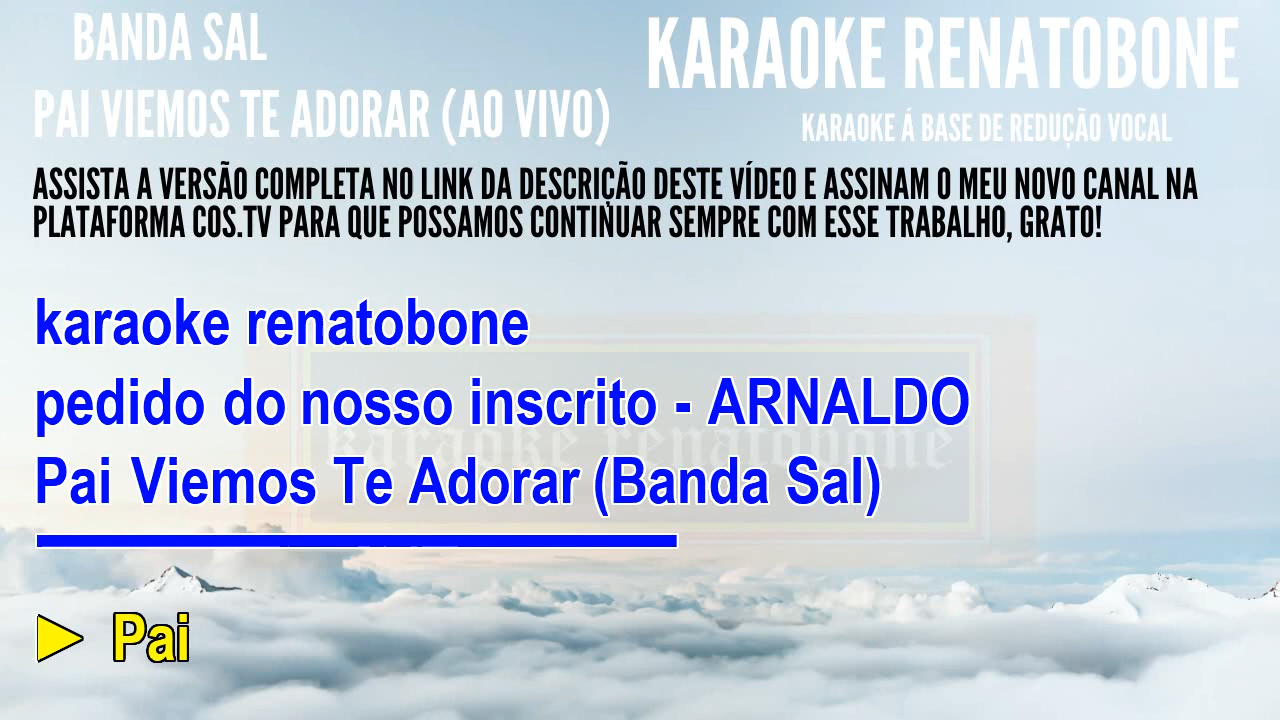 BANDA SAL
KARAOKE RENATOBONE
PAI VIEMOS TE ADORAR (AO VIVO)
KARAOKE Á BASE DE REDUÇÃO VOCAL
ASSISTA A VERSÃO COMPLETA NO LINK DA DESCRIÇÃO DESTE VÍDEO E ASSINAM O MEU NOVO CANAL NA
PLATAFORMA COS.TV PARA QUE POSSAMOS CONTINUAR SEMPRE COM ESSE TRABALHO, GRATO!
karaoke renatobone
pedido do nosso inscrito - ARNALDO
karaoke renatobone
Pai Viemos Te Adorar (Banda Sal)
► Pai